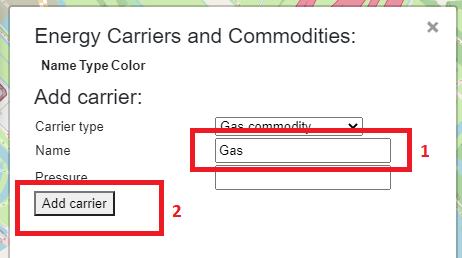 Energy Carriers and Commodities:
×
Name Type Color
Add carrier:
Carrier type Gas commodity
Name Gas 1
Pressure
Add carrier 2